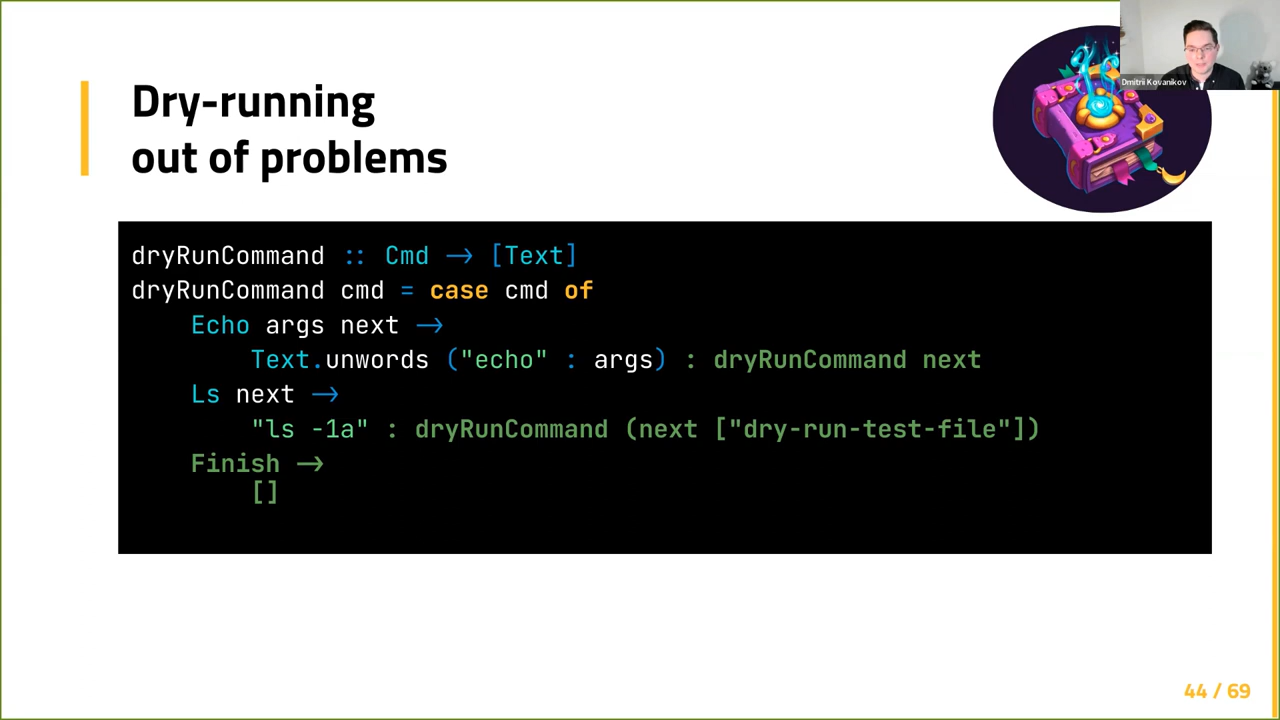 Dry-running
out of problems
Dmitrii Kovanikov
dryRunCommand :: Cmd -> [Text]
dryRunCommand cmd = case cmd of
    Echo args next ->
        Text.unwords ("echo" : args) : dryRunCommand next
    Ls next ->
        "ls -1a" : dryRunCommand (next ["dry-run-test-file"])
    Finish ->
        []
44 / 69